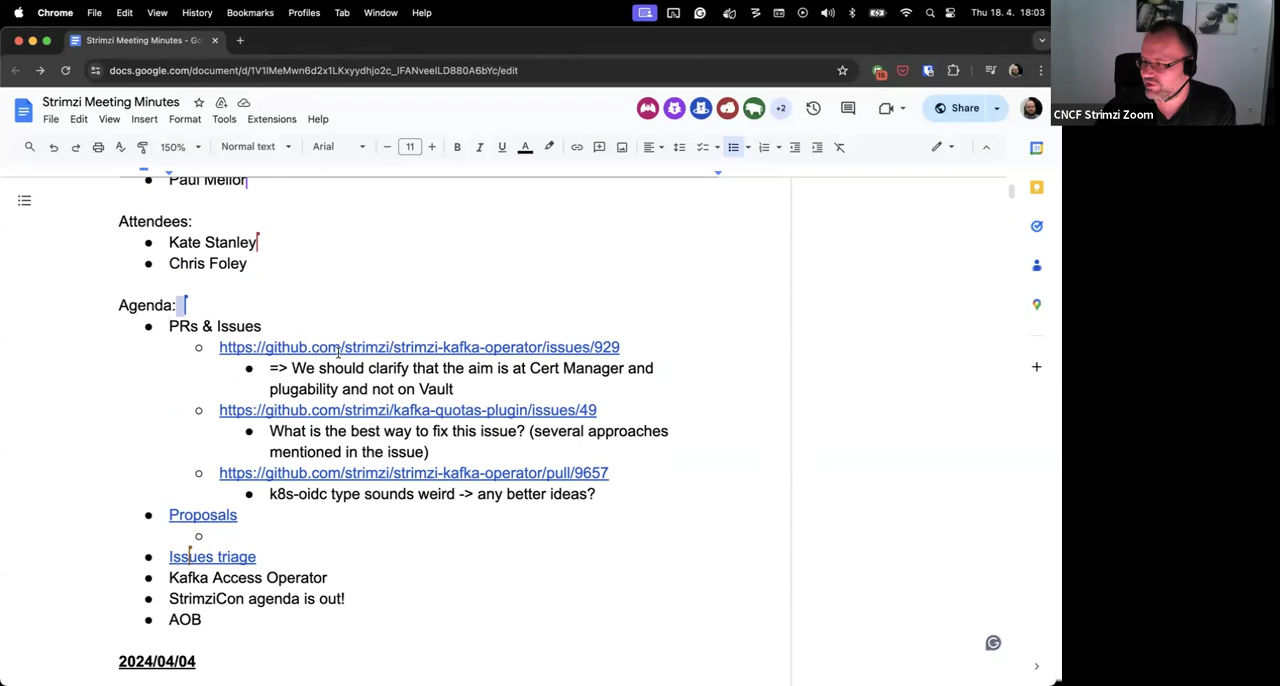 Chrome File Edit View History Bookmarks Profiles Tab Window Help Thu 18. 4. 18:03
Strimzi Meeting Minutes - Go
docs.google.com/document/d/1V1lMeMwn6d2x1LKxyydhjo2c_lFANveelLD880A6bYc/edit
10
Strimzi Meeting Minutes
+2
Share
File Edit View Insert Format Tools Extensions Help
150% Normal text Arial 11 B I U A
CNCF Strimzi Zoom
● Paul Mellor
Attendees:
● Kate Stanley
● Chris Foley
Agenda:
● PRs & Issues
○ https://github.com/strimzi/strimzi-kafka-operator/issues/929
● => We should clarify that the aim is at Cert Manager and
plugability and not on Vault
○ https://github.com/strimzi/kafka-quotas-plugin/issues/49
● What is the best way to fix this issue? (several approaches
mentioned in the issue)
○ https://github.com/strimzi/strimzi-kafka-operator/pull/9657
● k8s-oidc type sounds weird -> any better ideas?
● Proposals
○
● Issues triage
● Kafka Access Operator
● StrimziCon agenda is out!
● AOB
2024/04/04